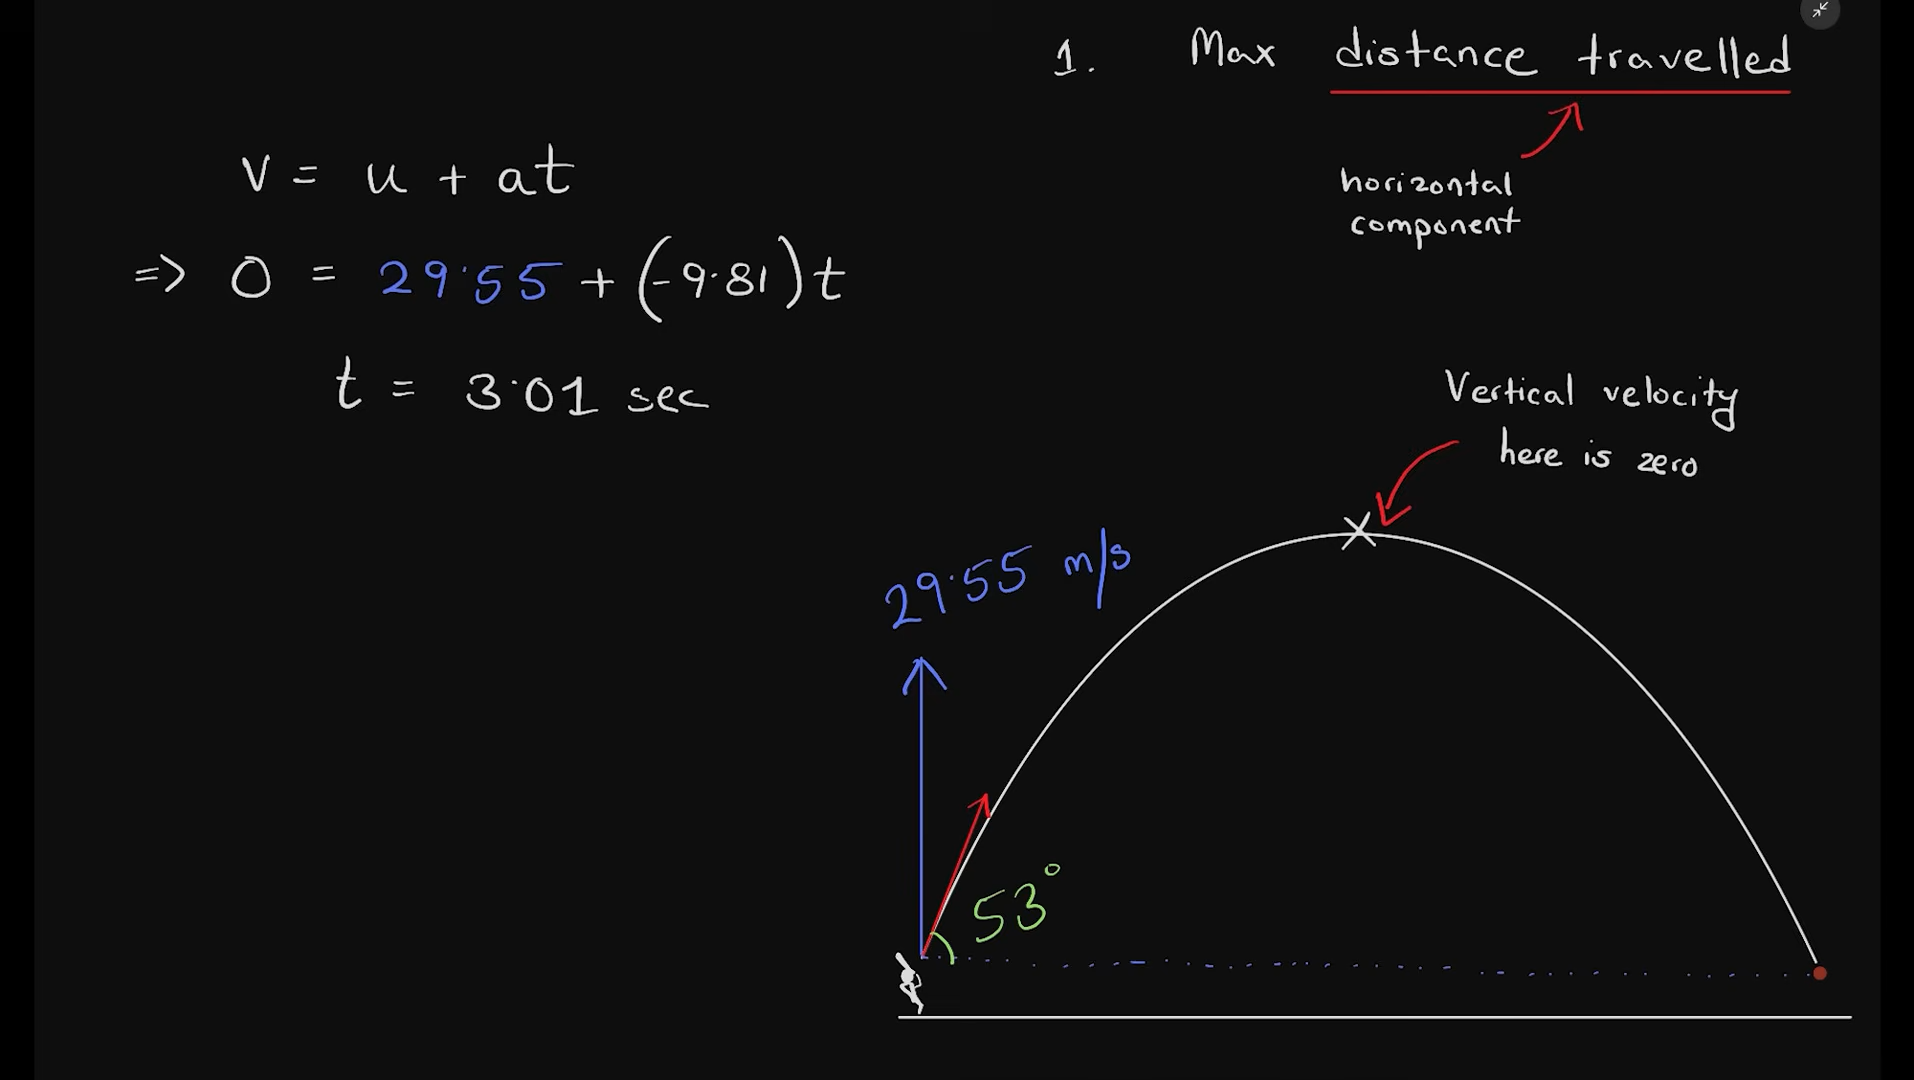 1. Max distance travelled
horizontal
component
v = u + at
=> 0 = 29.55 + (-9.81)t
t = 3.01 sec
Vertical velocity
here is zero
29.55 m/s
53°